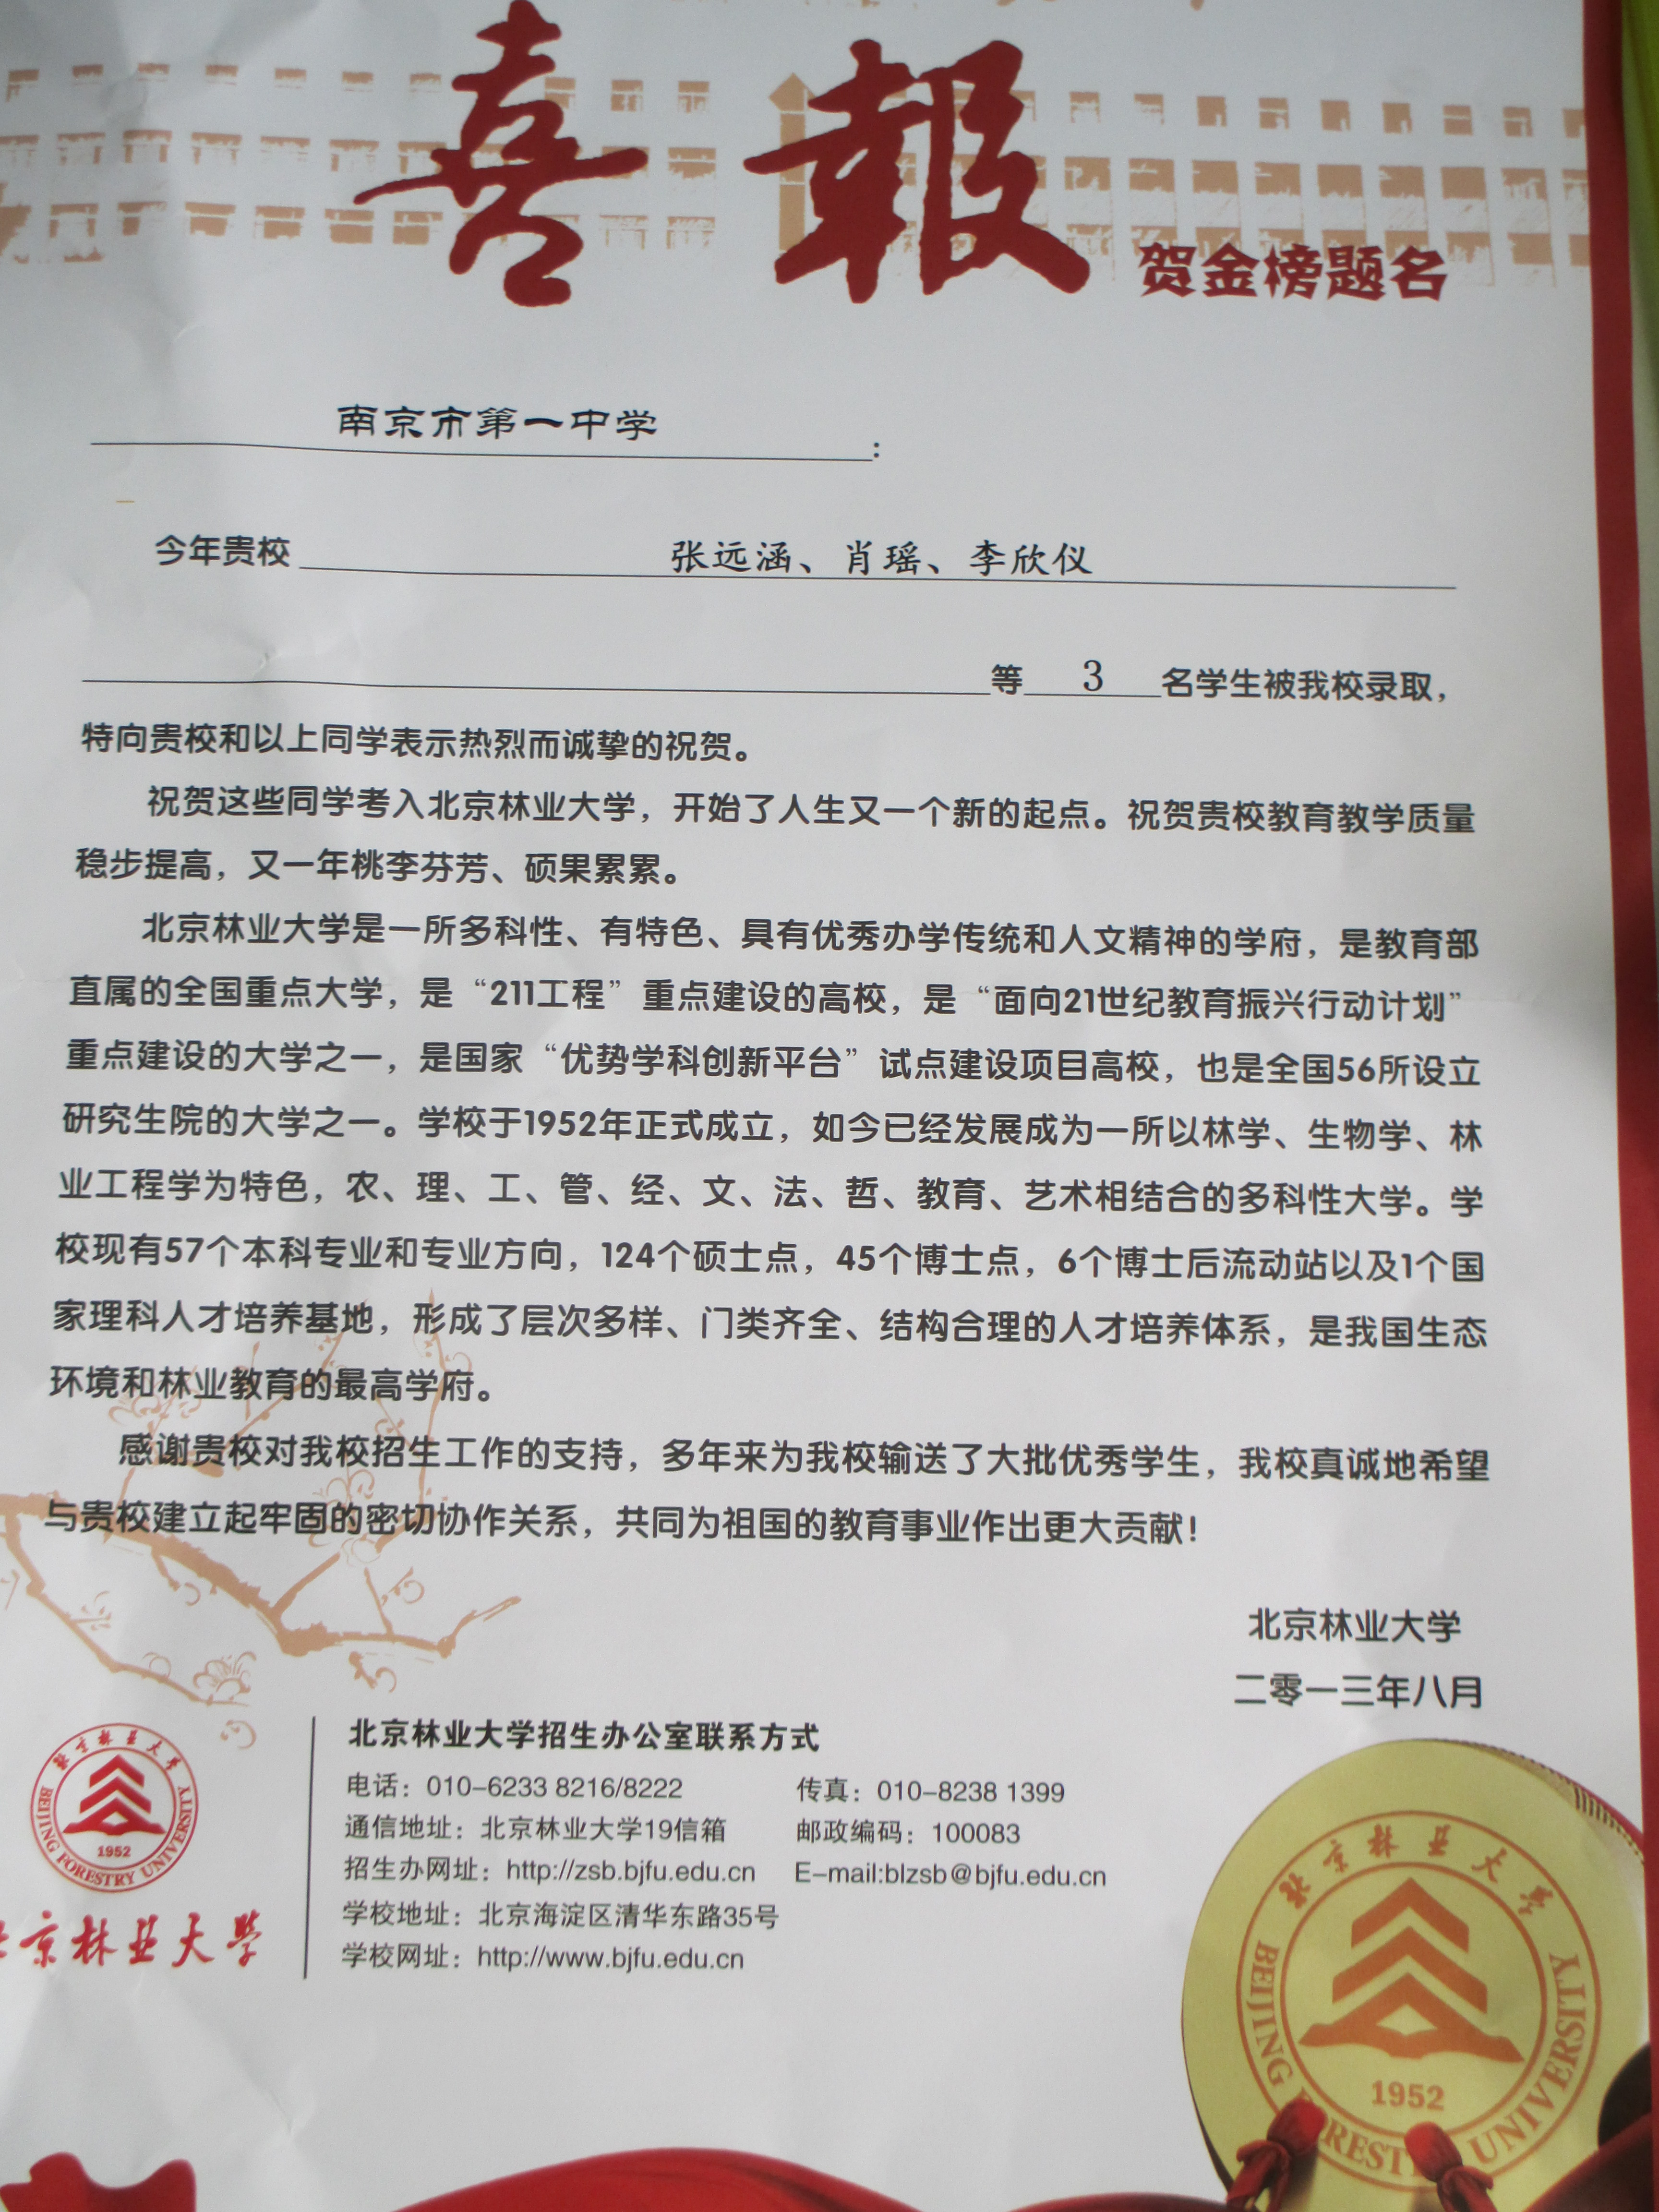 喜報
贺金榜题名
南京市第一中学：
今年贵校 张远涵、肖瑶、李欣仪
等 3 名学生被我校录取，
特向贵校和以上同学表示热烈而诚挚的祝贺。
祝贺这些同学考入北京林业大学，开始了人生又一个新的起点。祝贺贵校教育教学质量
稳步提高，又一年桃李芬芳、硕果累累。
北京林业大学是一所多科性、有特色、具有优秀办学传统和人文精神的学府，是教育部
直属的全国重点大学，是“211工程”重点建设的高校，是“面向21世纪教育振兴行动计划”
重点建设的大学之一，是国家“优势学科创新平台”试点建设项目高校，也是全国56所设立
研究生院的大学之一。学校于1952年正式成立，如今已经发展成为一所以林学、生物学、林
业工程学为特色，农、理、工、管、经、文、法、哲、教育、艺术相结合的多科性大学。学
校现有57个本科专业和专业方向，124个硕士点，45个博士点，6个博士后流动站以及1个国
家理科人才培养基地，形成了层次多样、门类齐全、结构合理的人才培养体系，是我国生态
环境和林业教育的最高学府。
感谢贵校对我校招生工作的支持，多年来为我校输送了大批优秀学生，我校真诚地希望
与贵校建立起牢固的密切协作关系，共同为祖国的教育事业作出更大贡献！
北京林业大学
二零一三年八月
北京林业大学
1952
BEIJING FORESTRY UNIVERSITY
北京林业大学
北京林业大学招生办公室联系方式
电话：010-6233 8216/8222 传真：010-8238 1399
通信地址：北京林业大学19信箱 邮政编码：100083
招生办网址：http://zsb.bjfu.edu.cn E-mail:blzsb@bjfu.edu.cn
学校地址：北京海淀区清华东路35号
学校网址：http://www.bjfu.edu.cn
北京林业大学
1952
BEIJING FORESTRY UNIVERSITY